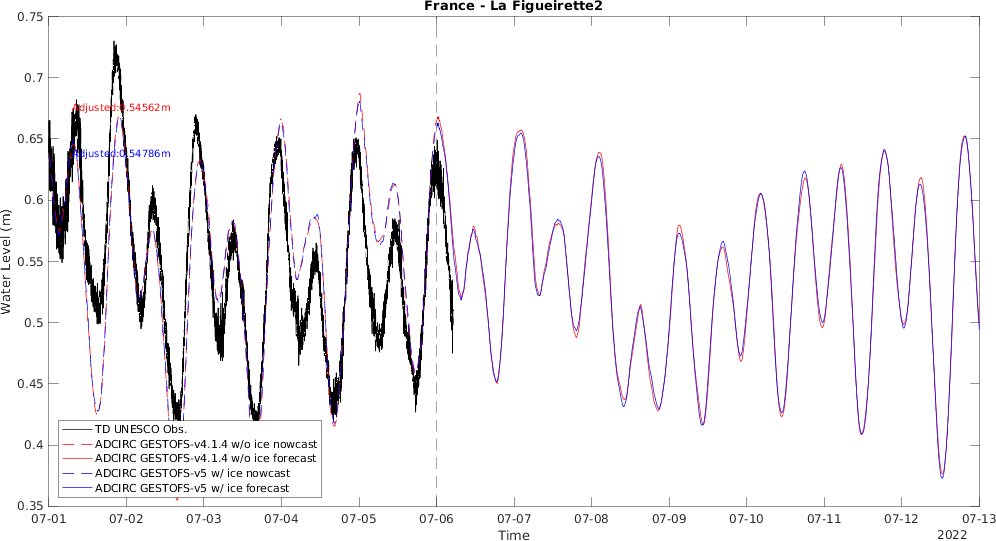 France - La Figueirette2
0.75
0.7
0.65
0.6
0.55
0.5
0.45
0.4
0.35
Water Level (m)
Adjusted:0.54562m
Adjusted:0.54786m
TD UNESCO Obs.
ADCIRC GESTOFS-v4.1.4 w/o ice nowcast
ADCIRC GESTOFS-v4.1.4 w/o ice forecast
ADCIRC GESTOFS-v5 w/ ice nowcast
ADCIRC GESTOFS-v5 w/ ice forecast
07-01 07-02 07-03 07-04 07-05 07-06 07-07 07-08 07-09 07-10 07-11 07-12 07-13
Time
2022